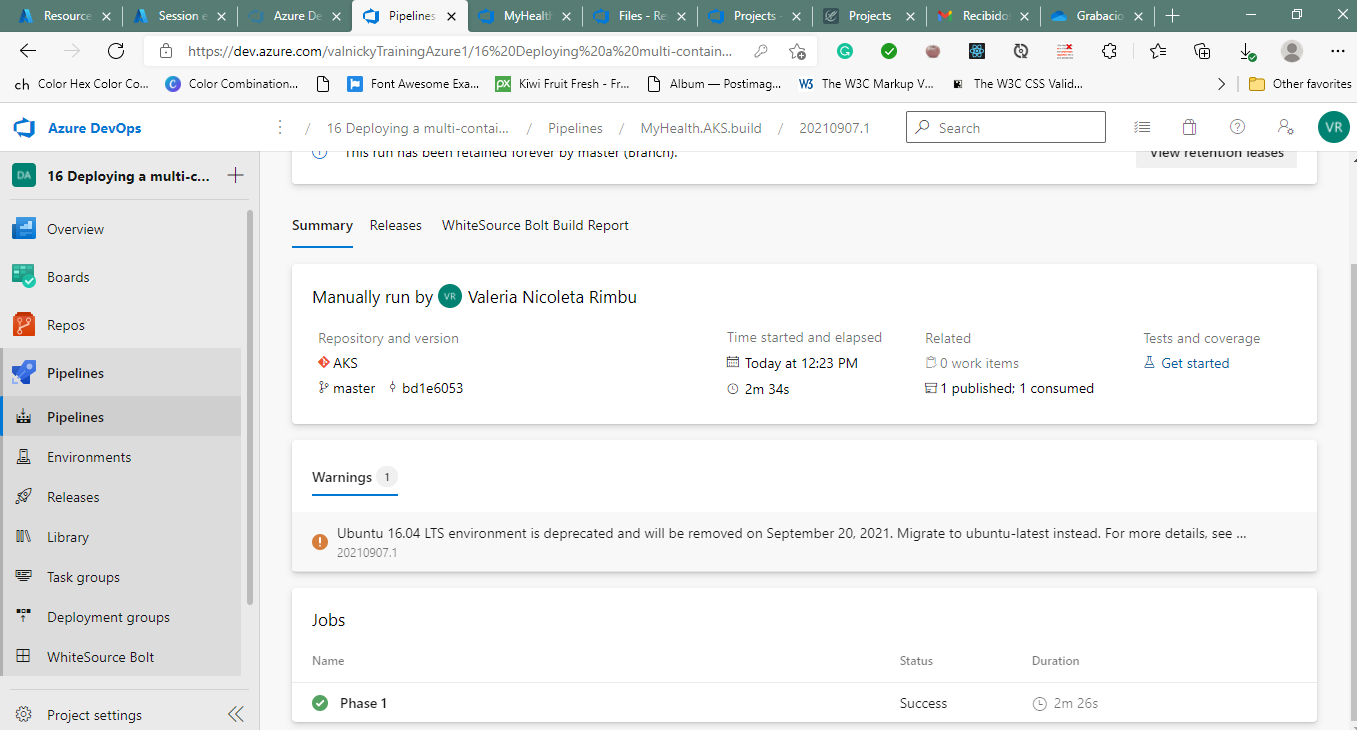 Resource
Session e
Azure De
Pipelines
MyHealt
Files - Re
Projects -
Projects
Recibidos
Grabacio
https://dev.azure.com/valnickyTrainingAzure1/16%20Deploying%20a%20multi-contain...
ch Color Hex Color Co...
C Color Combination...
Font Awesome Exa...
px Kiwi Fruit Fresh - Fr...
Album — Postimag...
W3 The W3C Markup V...
The W3C CSS Valid...
Other favorites
Azure DevOps
/ 16 Deploying a multi-contai... / Pipelines / MyHealth.AKS.build / 20210907.1
Search
VR
DA 16 Deploying a multi-c...
Overview
Boards
Repos
Pipelines
Pipelines
Environments
Releases
Library
Task groups
Deployment groups
WhiteSource Bolt
Project settings
This run has been retained forever by master (Branch).
View retention leases
Summary
Releases
WhiteSource Bolt Build Report
Manually run by VR Valeria Nicoleta Rimbu
Repository and version
AKS
master bd1e6053
Time started and elapsed
Today at 12:23 PM
2m 34s
Related
0 work items
1 published; 1 consumed
Tests and coverage
Get started
Warnings 1
Ubuntu 16.04 LTS environment is deprecated and will be removed on September 20, 2021. Migrate to ubuntu-latest instead. For more details, see ...
20210907.1
Jobs
Name Status Duration
Phase 1 Success 2m 26s